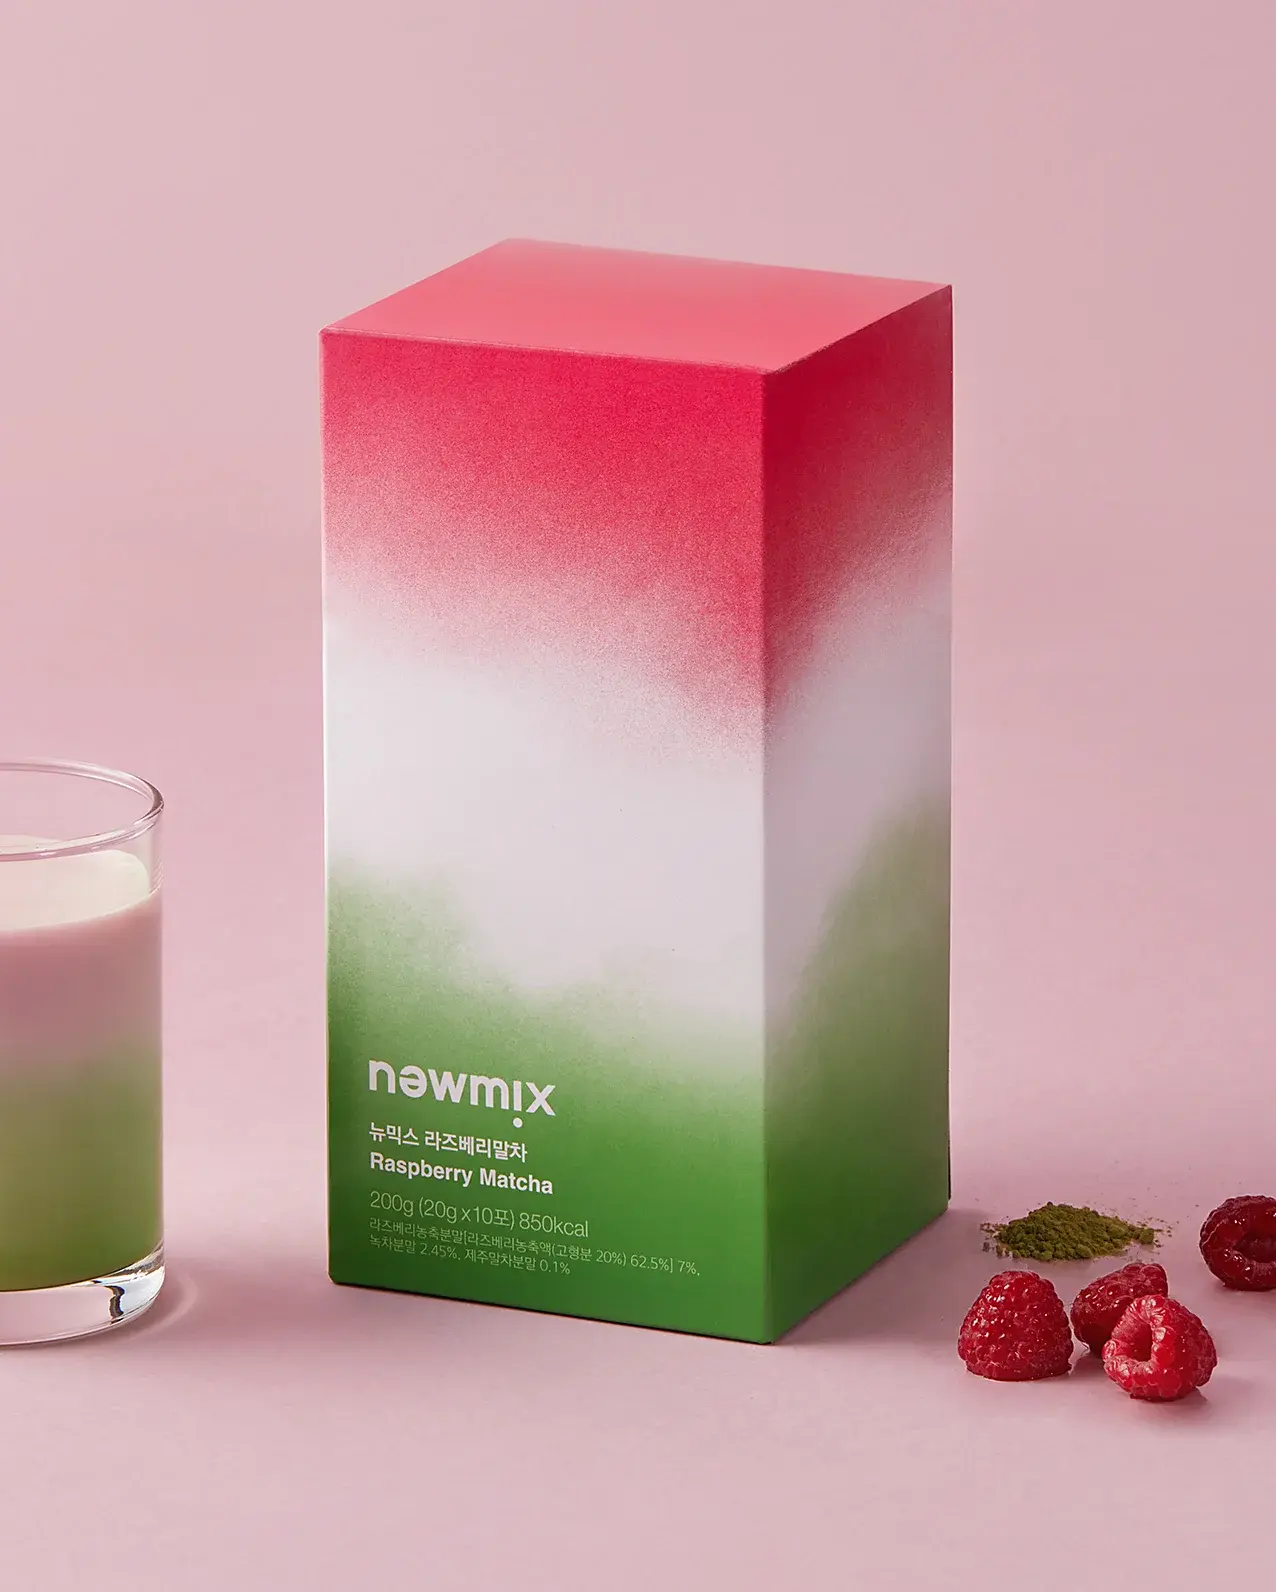 newmix
뉴믹스 라즈베리말차
Raspberry Matcha
200g (20g x10포) 850kcal
라즈베리농축분말[라즈베리농축액(고형분 20%) 62.5%] 7%,
녹차분말 2.45%, 제주말차분말 0.1%